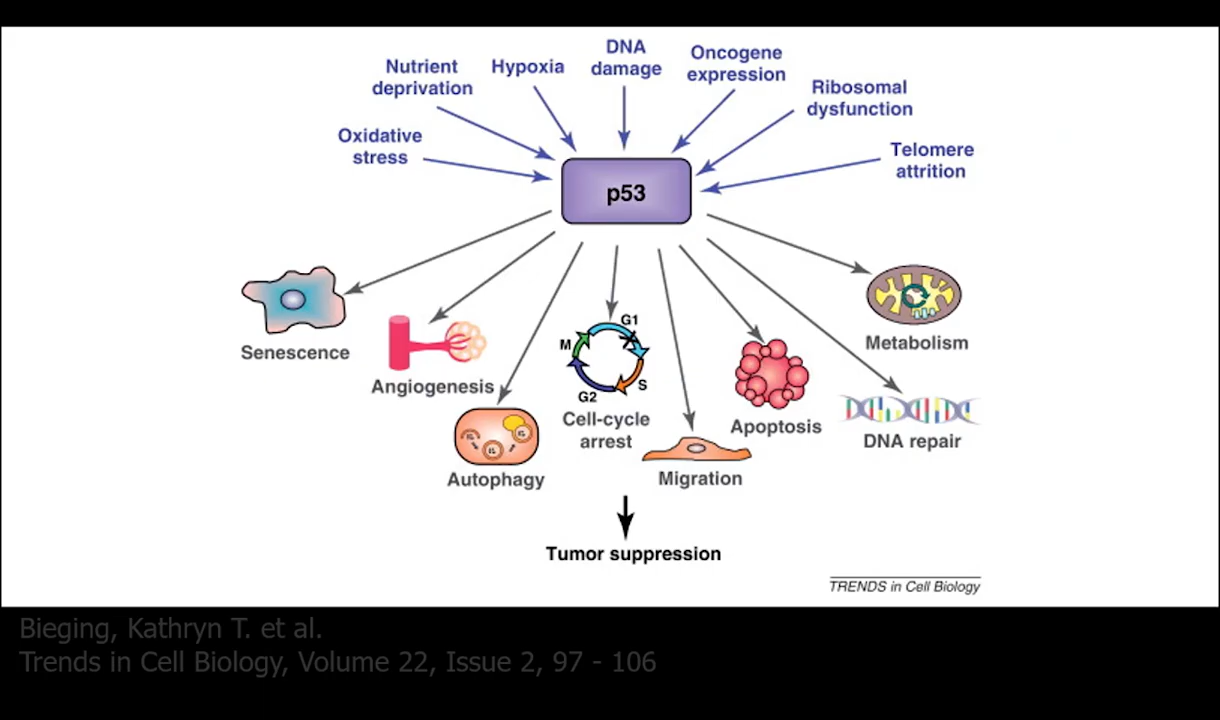 Nutrient
deprivation
Hypoxia
DNA
damage
Oncogene
expression
Ribosomal
dysfunction
Oxidative
stress
Telomere
attrition
p53
Senescence
Angiogenesis
Autophagy
G1
M
S
G2
Cell-cycle
arrest
Migration
Apoptosis
Metabolism
DNA repair
Tumor suppression
TRENDS in Cell Biology
Bieging, Kathryn T. et al.
Trends in Cell Biology, Volume 22, Issue 2, 97 - 106